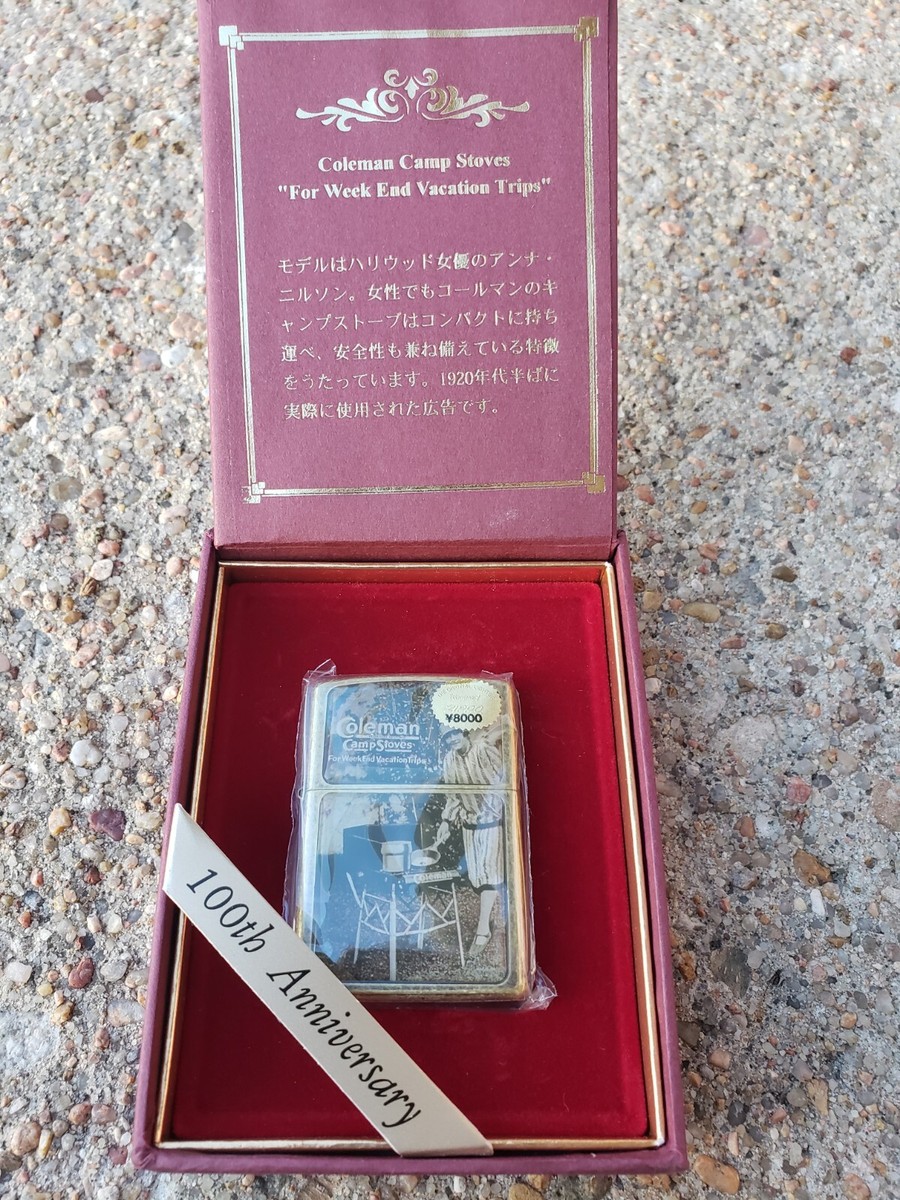 Coleman Camp Stoves
"For Week End Vacation Trips"
モデルはハリウッド女優のアンナ・
ニルソン。女性でもコールマンのキ
ャンプストーブはコンパクトに持ち
運べ、安全性も兼ね備えている特徴
をうたっています。1920年代半ばに
実際に使用された広告です。
¥8000
Coleman
Camp Stoves
For Week End Vacation Trips
Coleman
100th Anniversary